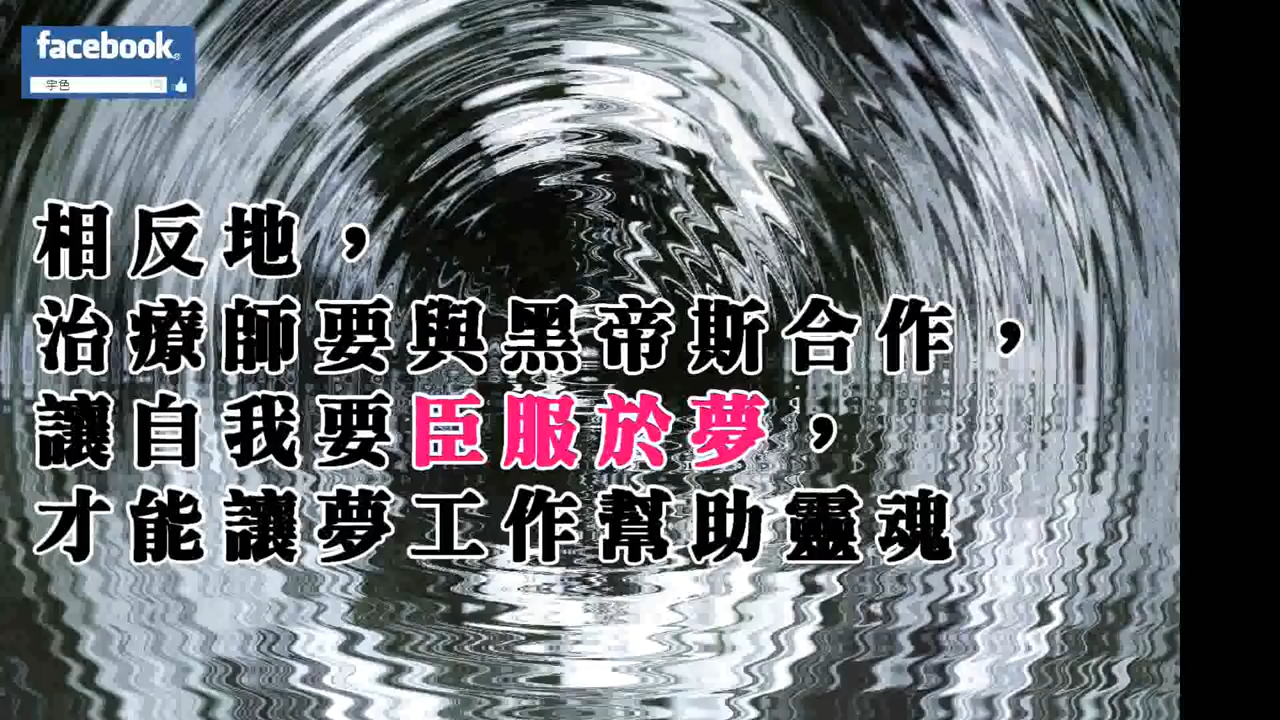 facebook
宇色
相反地，
治療師要與黑帝斯合作，
讓自我要臣服於夢，
才能讓夢工作幫助靈魂